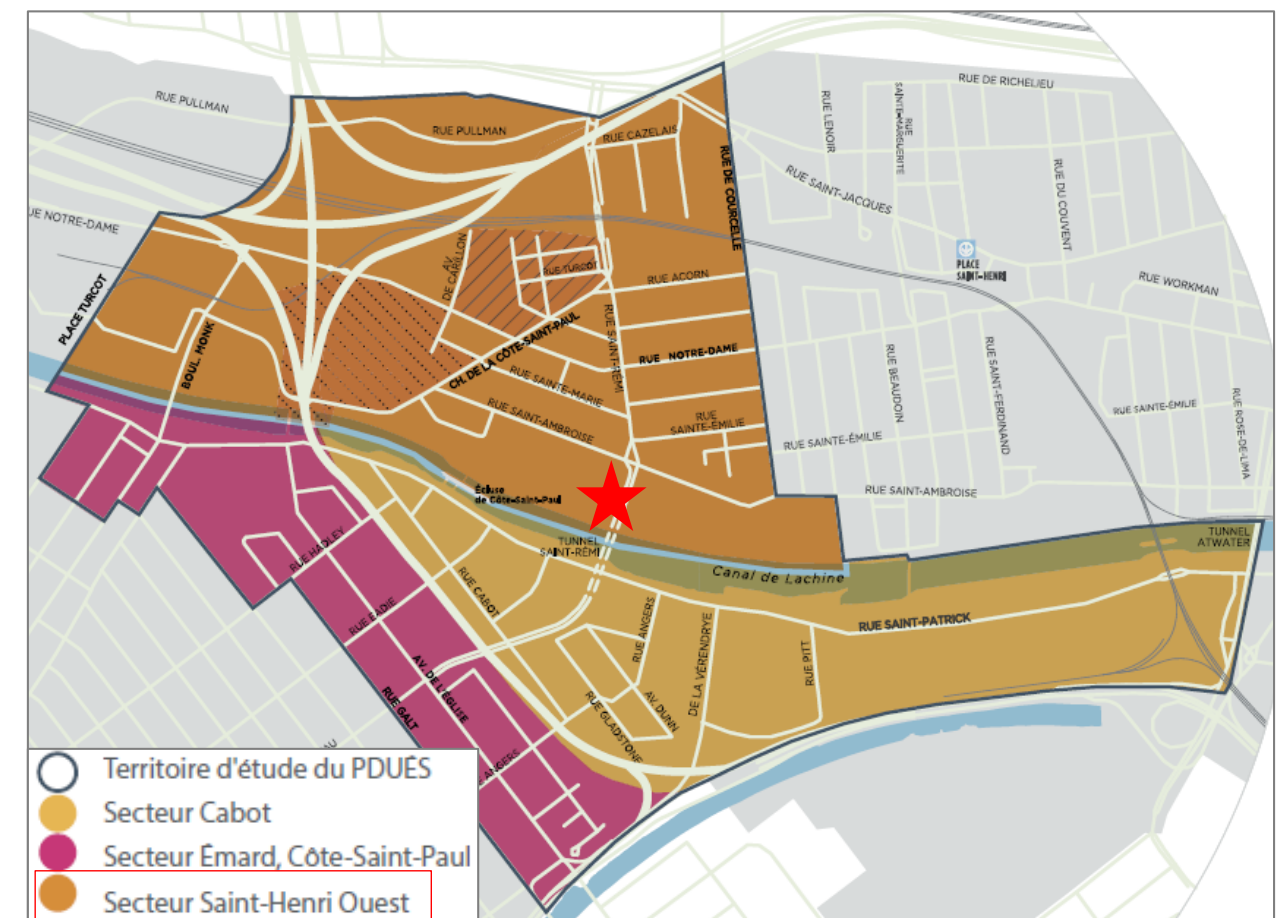 RUE DE RICHELIEU
RUE PULLMAN
RUE LENOIR
RUE
SAINTE-MARGUERITE
RUE PULLMAN
RUE CAZELAIS
RUE DE COURCELLE
RUE DU COUVENT
RUE SAINT-JACQUES
UE NOTRE-DAME
AV.
DE CARILLON
RUE TURCOT
RUE ACORN
PLACE
SAINT-HENRI
RUE WORKMAN
PLACE TURCOT
BOUL. MONK
CH. DE LA CÔTE-SAINT-PAUL
RUE SAINT-RÉMI
RUE NOTRE-DAME
RUE BEAUDOIN
RUE SAINT-FERDINAND
RUE SAINTE-MARIE
RUE SAINT-AMBROISE
RUE
SAINTE-ÉMILIE
RUE SAINTE-ÉMILIE
RUE SAINTE-ÉMILIE
RUE ROSE-DE-LIMA
Écluse
de Côte-Saint-Paul
RUE SAINT-AMBROISE
TUNNEL
SAINT-RÉMI
TUNNEL
ATWATER
Canal de Lachine
RUE HADLEY
RUE CABOT
RUE EADIE
RUE ANGERS
DE LA VÉRENDRYE
RUE PITT
RUE SAINT-PATRICK
AV. DE L'ÉGLISE
RUE GALT
RUE GLADSTONE
AV. DUNN
AU
ANGERS
Territoire d'étude du PDUÉS
Secteur Cabot
Secteur Émard, Côte-Saint-Paul
Secteur Saint-Henri Ouest